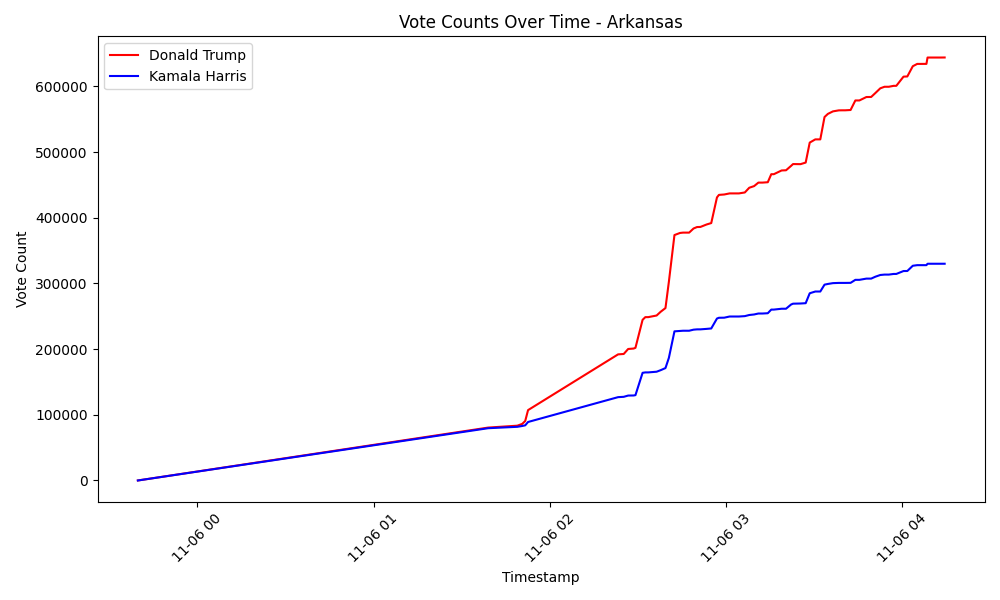 Vote Counts Over Time - Arkansas
Donald Trump
Kamala Harris
Vote Count
600000
500000
400000
300000
200000
100000
0
11-06 00
11-06 01
11-06 02
11-06 03
11-06 04
Timestamp